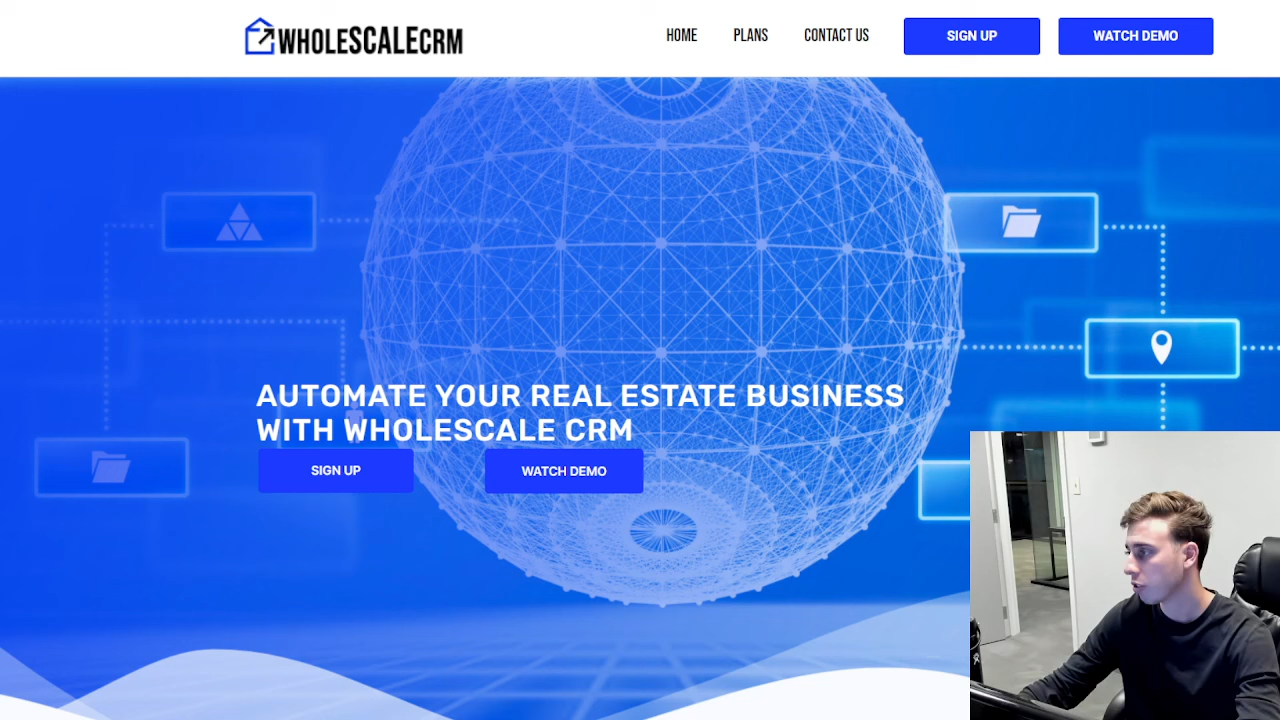 WHOLESCALECRM
HOME PLANS CONTACT US SIGN UP WATCH DEMO
AUTOMATE YOUR REAL ESTATE BUSINESS
WITH WHOLESCALE CRM
SIGN UP WATCH DEMO